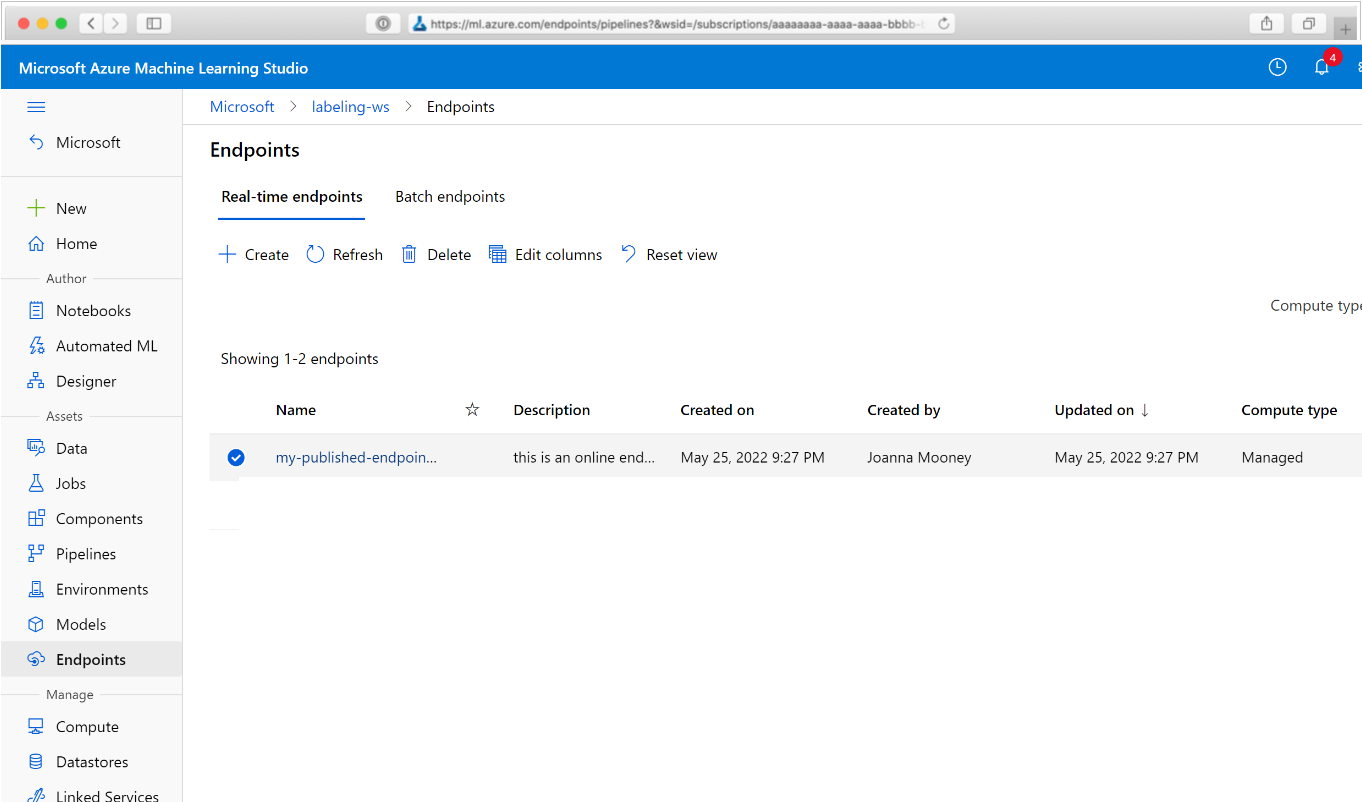 https://ml.azure.com/endpoints/pipelines?&wsid=/subscriptions/aaaaaaaa-aaaa-aaaa-bbbb-b
Microsoft Azure Machine Learning Studio
4
Microsoft > labeling-ws > Endpoints
Microsoft
Endpoints
Real-time endpoints Batch endpoints
New
Home
Create Refresh Delete Edit columns Reset view
Author
Notebooks
Compute type
Automated ML
Showing 1-2 endpoints
Designer
Name Description Created on Created by Updated on ↓ Compute type
Assets
Data
my-published-endpoin... this is an online end... May 25, 2022 9:27 PM Joanna Mooney May 25, 2022 9:27 PM Managed
Jobs
Components
Pipelines
Environments
Models
Endpoints
Manage
Compute
Datastores
Linked Services